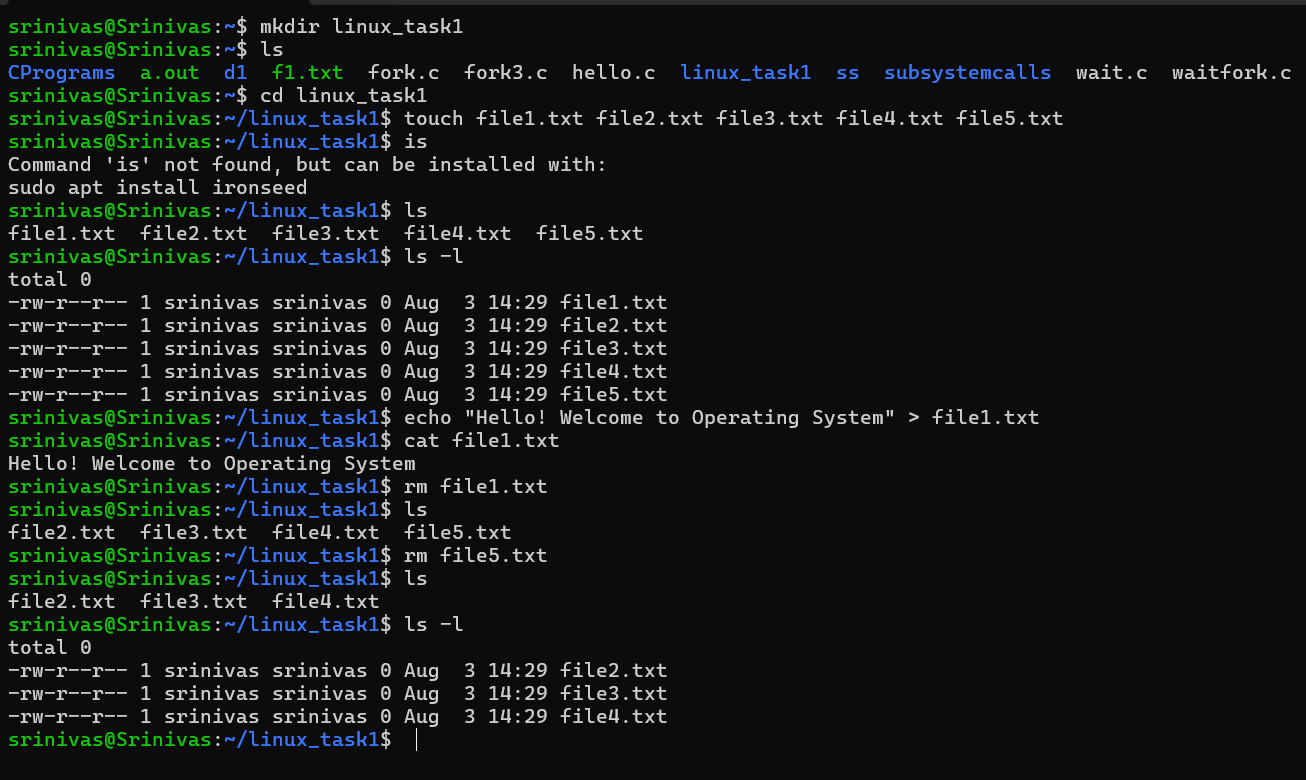 srinivas@Srinivas:~$ mkdir linux_task1
srinivas@Srinivas:~$ ls
CPrograms  a.out  d1  f1.txt  fork.c  fork3.c  hello.c  linux_task1  ss  subsystemcalls  wait.c  waitfork.c
srinivas@Srinivas:~$ cd linux_task1
srinivas@Srinivas:~/linux_task1$ touch file1.txt file2.txt file3.txt file4.txt file5.txt
srinivas@Srinivas:~/linux_task1$ is
Command 'is' not found, but can be installed with:
sudo apt install ironseed
srinivas@Srinivas:~/linux_task1$ ls
file1.txt  file2.txt  file3.txt  file4.txt  file5.txt
srinivas@Srinivas:~/linux_task1$ ls -l
total 0
-rw-r--r-- 1 srinivas srinivas 0 Aug  3 14:29 file1.txt
-rw-r--r-- 1 srinivas srinivas 0 Aug  3 14:29 file2.txt
-rw-r--r-- 1 srinivas srinivas 0 Aug  3 14:29 file3.txt
-rw-r--r-- 1 srinivas srinivas 0 Aug  3 14:29 file4.txt
-rw-r--r-- 1 srinivas srinivas 0 Aug  3 14:29 file5.txt
srinivas@Srinivas:~/linux_task1$ echo "Hello! Welcome to Operating System" > file1.txt
srinivas@Srinivas:~/linux_task1$ cat file1.txt
Hello! Welcome to Operating System
srinivas@Srinivas:~/linux_task1$ rm file1.txt
srinivas@Srinivas:~/linux_task1$ ls
file2.txt  file3.txt  file4.txt  file5.txt
srinivas@Srinivas:~/linux_task1$ rm file5.txt
srinivas@Srinivas:~/linux_task1$ ls
file2.txt  file3.txt  file4.txt
srinivas@Srinivas:~/linux_task1$ ls -l
total 0
-rw-r--r-- 1 srinivas srinivas 0 Aug  3 14:29 file2.txt
-rw-r--r-- 1 srinivas srinivas 0 Aug  3 14:29 file3.txt
-rw-r--r-- 1 srinivas srinivas 0 Aug  3 14:29 file4.txt
srinivas@Srinivas:~/linux_task1$